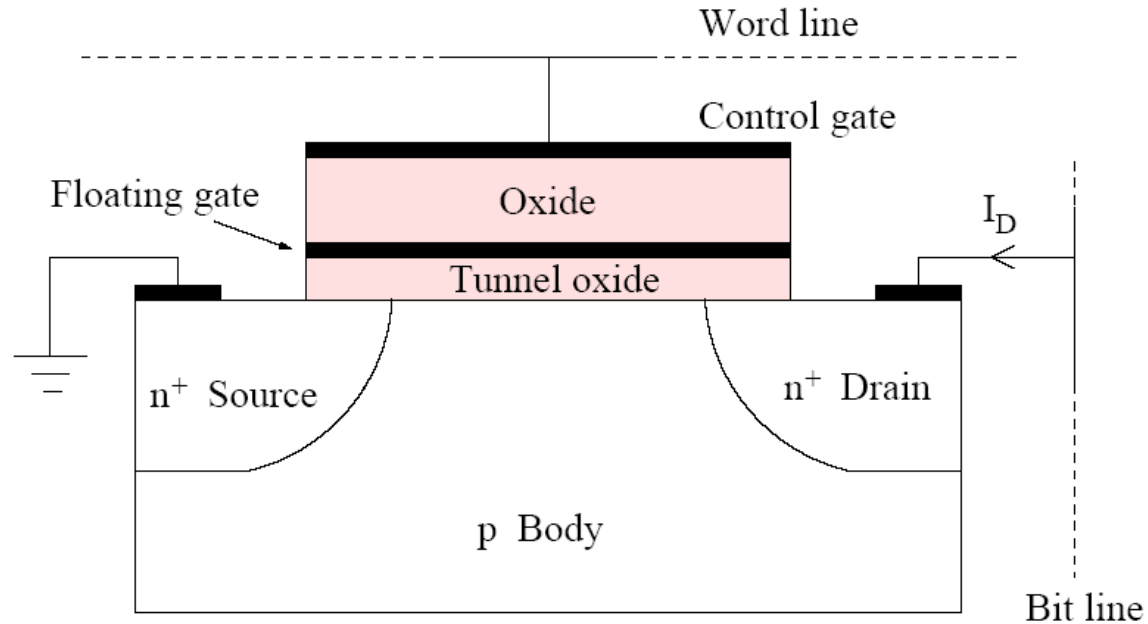 Word line
Control gate
Floating gate
Oxide
I_D
Tunnel oxide
n⁺ Source
n⁺ Drain
p Body
Bit line